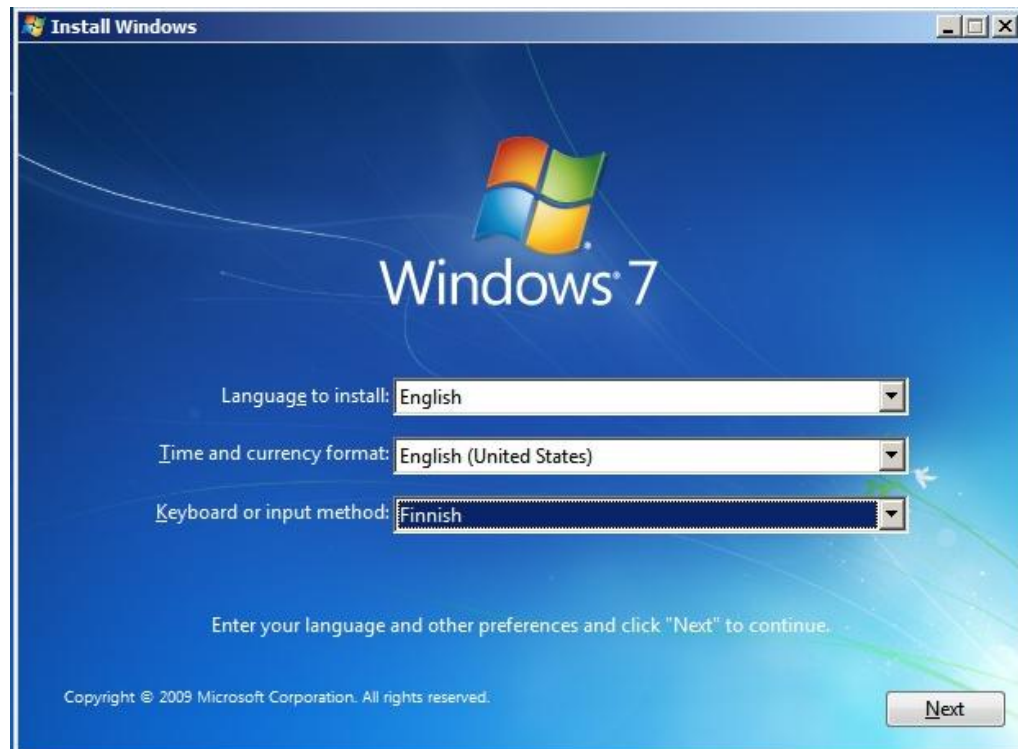 Install Windows
Windows® 7
Language to install: English
Time and currency format: English (United States)
Keyboard or input method: Finnish
Enter your language and other preferences and click "Next" to continue.
Copyright © 2009 Microsoft Corporation. All rights reserved.
Next